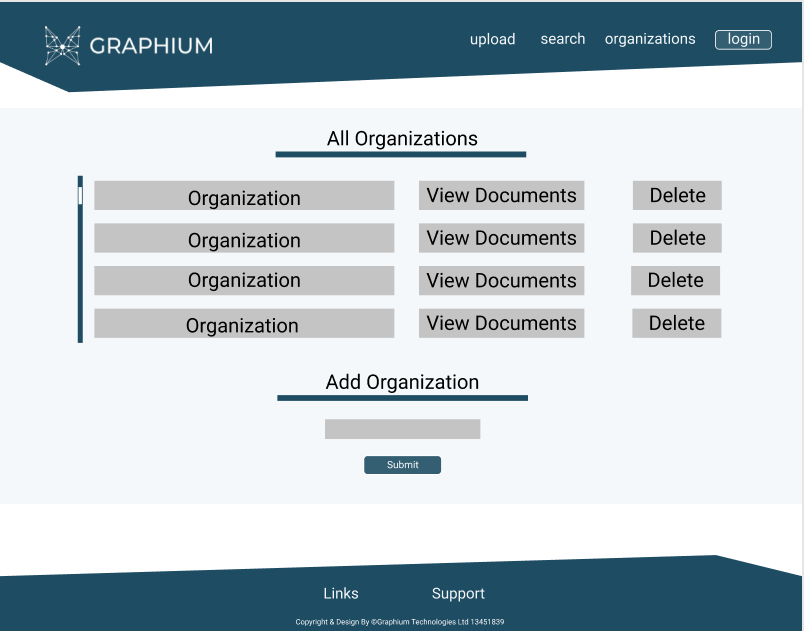 GRAPHIUM
upload search organizations login
All Organizations
Organization View Documents Delete
Organization View Documents Delete
Organization View Documents Delete
Organization View Documents Delete
Add Organization
Submit
Links Support
Copyright & Design By ©Graphium Technologies Ltd 13451839